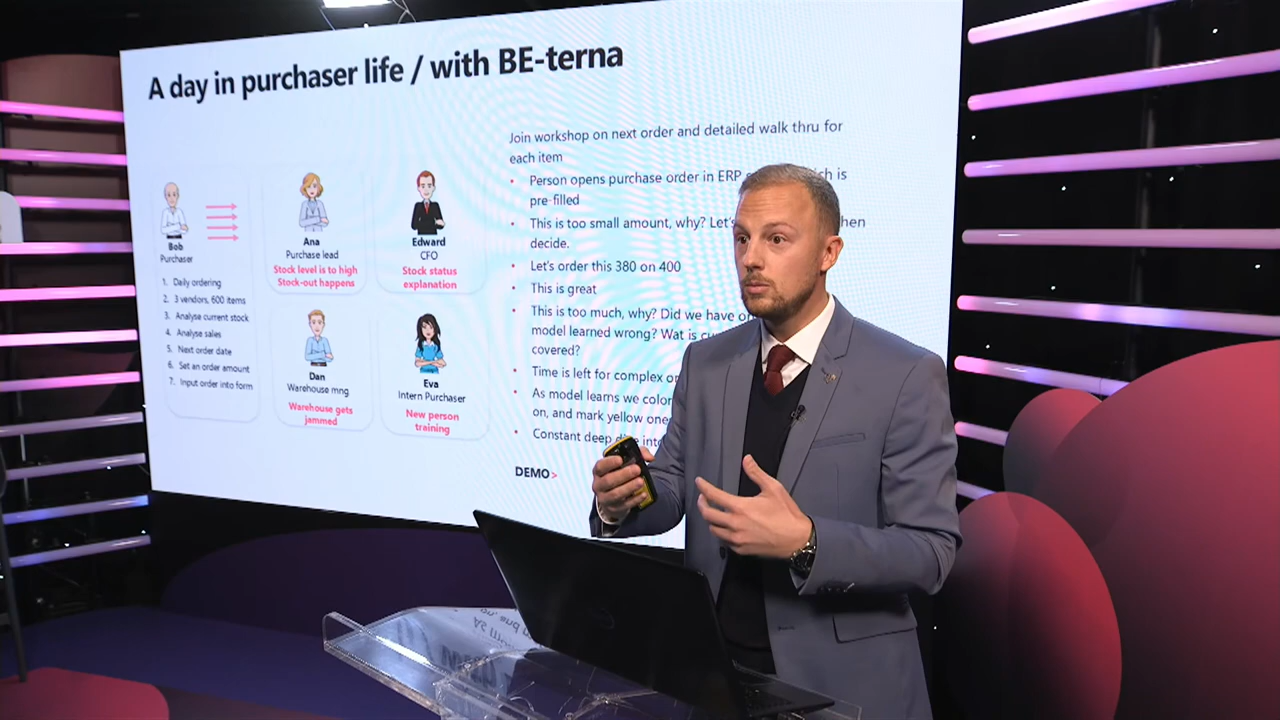 A day in purchaser life / with BE-terna
Bob
Purchaser
1. Daily ordering
2. 3 vendors, 600 items
3. Analyse current stock
4. Analyse sales
5. Next order date
6. Set an order amount
7. Input order into form
Ana
Purchase lead
Stock level is to high
Stock-out happens
Edward
CFO
Stock status
explanation
Dan
Warehouse mng
Warehouse gets
jammed
Eva
Intern Purchaser
New person
training
Join workshop on next order and detailed walk thru for
each item
• Person opens purchase order in ERP is
pre-filled
• This is too small amount, why?
decide.
• Let's order this 380 on 400
• This is great
• This is too much, why? Did we have
model learned wrong? Wat is
covered?
• Time is left for complex
• As model learns we
on, and mark yellow
• Constant deep
DEMO>